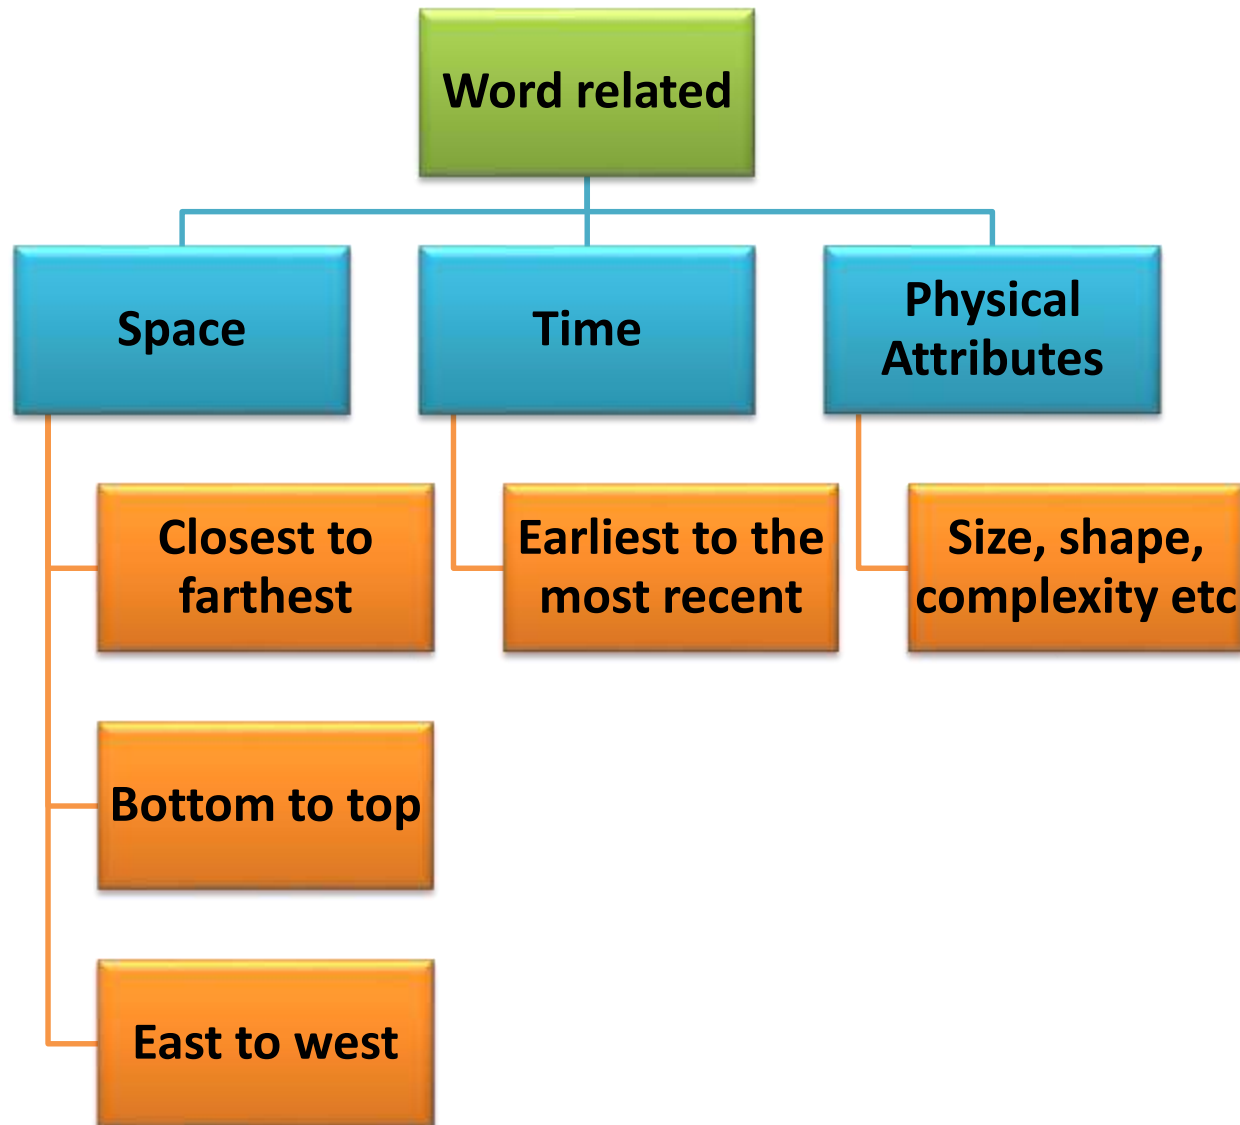 Word related
Space
Time
Physical
Attributes
Closest to
farthest
Earliest to the
most recent
Size, shape,
complexity etc
Bottom to top
East to west